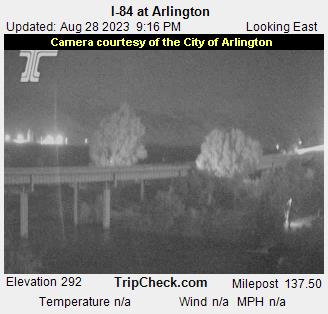 I-84 at Arlington
Updated: Aug 28 2023 9:16 PM Looking East
Camera courtesy of the City of Arlington
Elevation 292 TripCheck.com Milepost 137.50
Temperature n/a Wind n/a MPH n/a